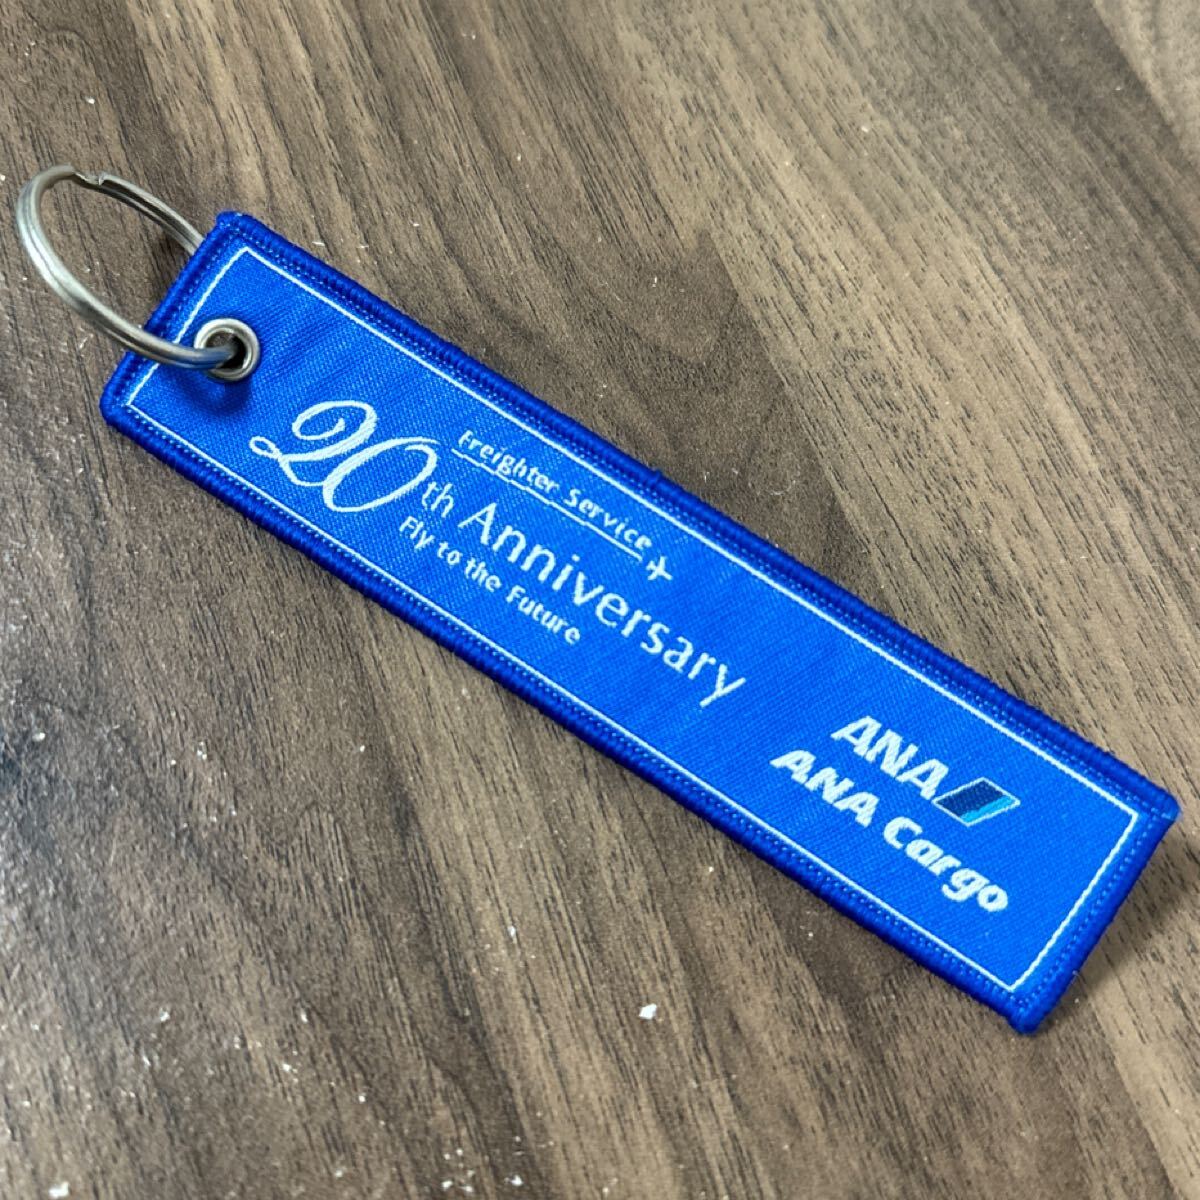 Freighter Service
20th Anniversary
Fly to the Future
ANA
ANA Cargo